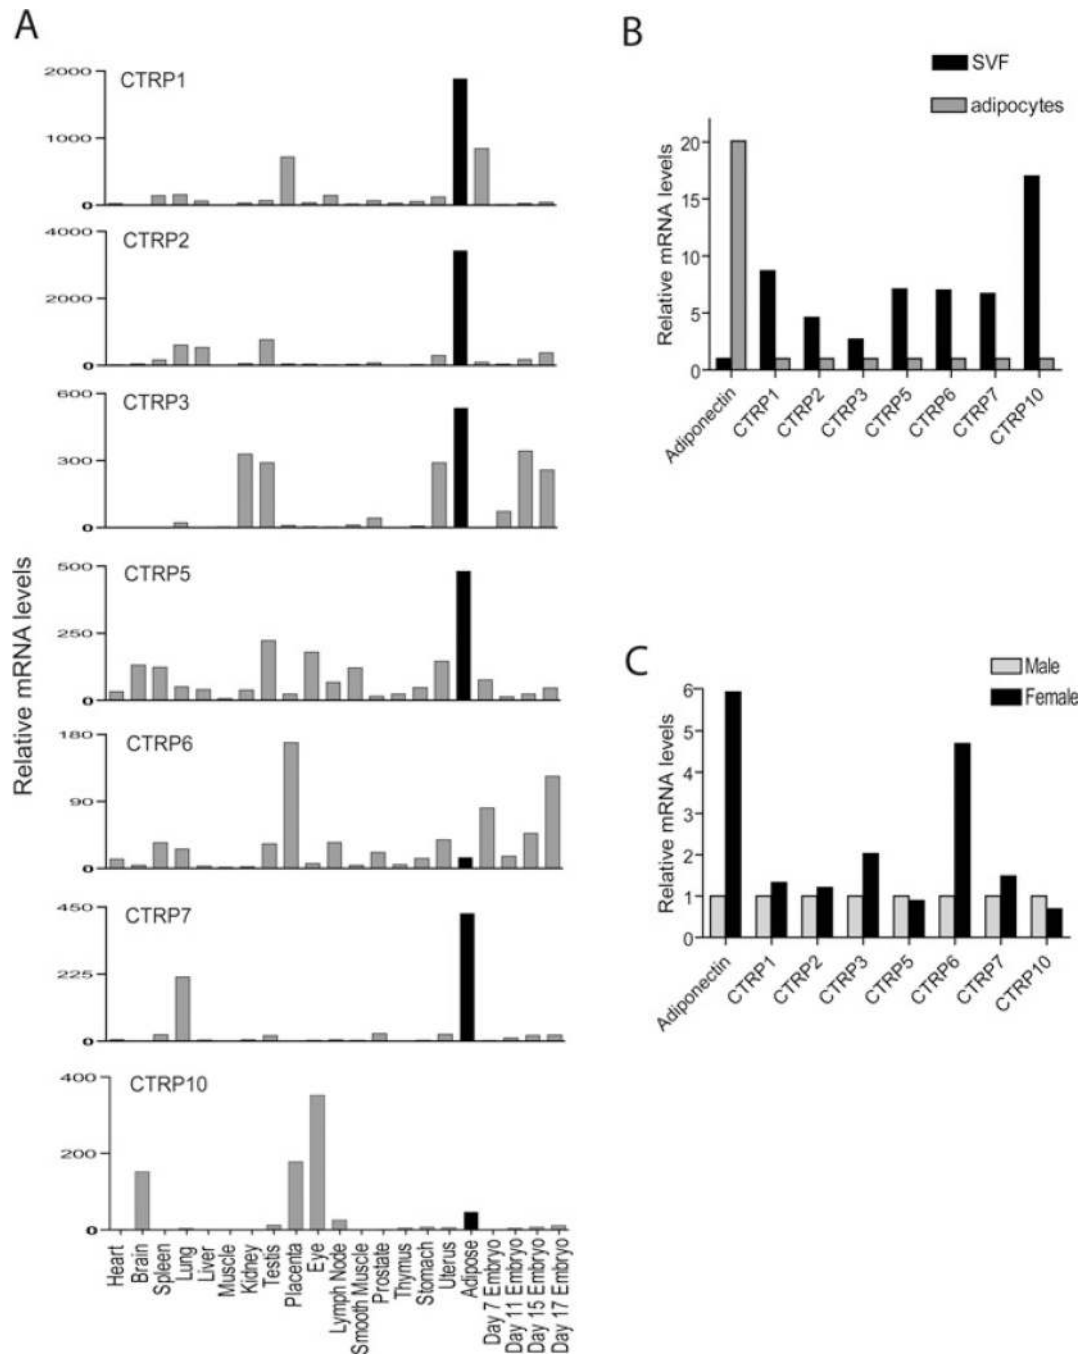 A
Relative mRNA levels
CTRP1
2000
1000
0
CTRP2
4000
2000
0
CTRP3
600
300
0
CTRP5
500
250
0
CTRP6
180
90
0
CTRP7
450
225
0
CTRP10
400
200
0
Heart
Brain
Spleen
Lung
Liver
Muscle
Kidney
Testis
Placenta
Eye
Lymph Node
Smooth Muscle
Prostate
Thymus
Stomach
Uterus
Adipose
Day 7 Embryo
Day 11 Embryo
Day 15 Embryo
Day 17 Embryo
B
SVF
adipocytes
Relative mRNA levels
20
15
10
5
0
Adiponectin
CTRP1
CTRP2
CTRP3
CTRP5
CTRP6
CTRP7
CTRP10
C
Male
Female
Relative mRNA levels
6
5
4
3
2
1
0
Adiponectin
CTRP1
CTRP2
CTRP3
CTRP5
CTRP6
CTRP7
CTRP10